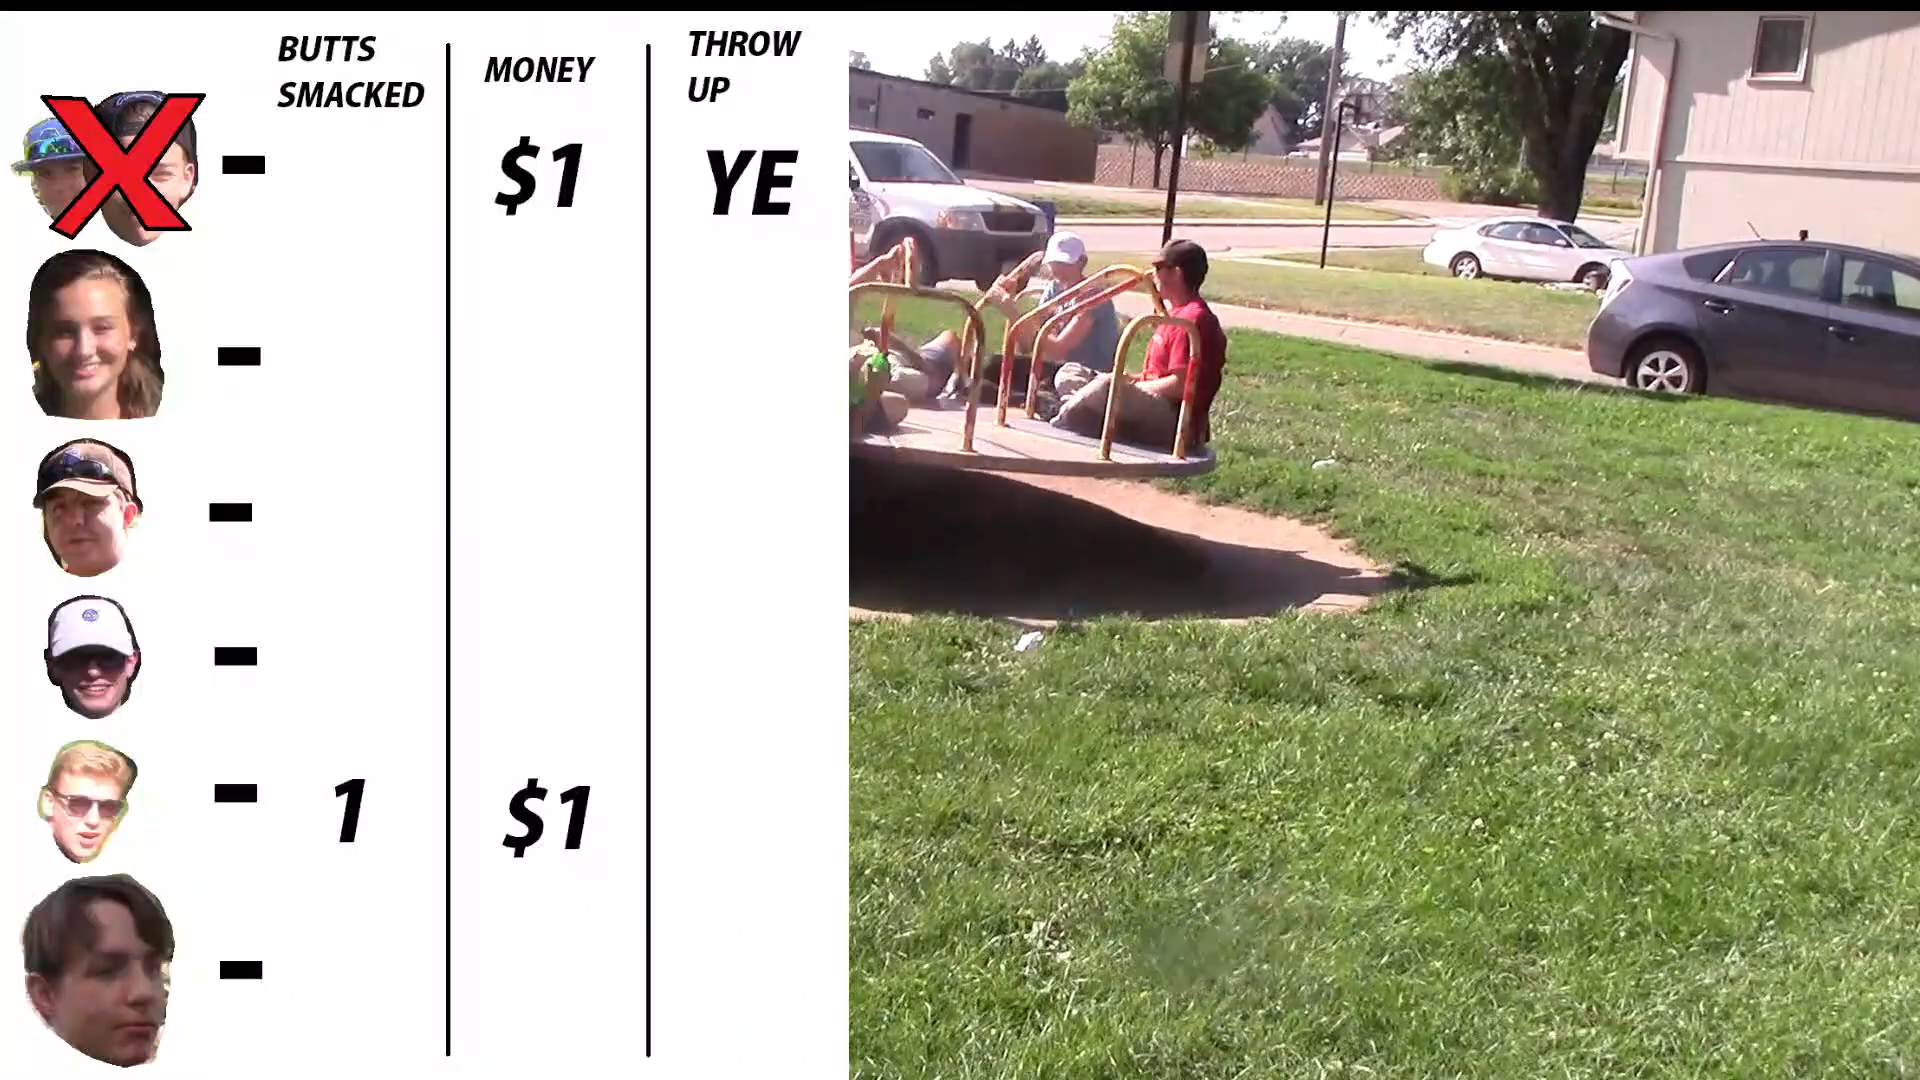 BUTTS
SMACKED
MONEY
THROW
UP
$1
YE
1
$1